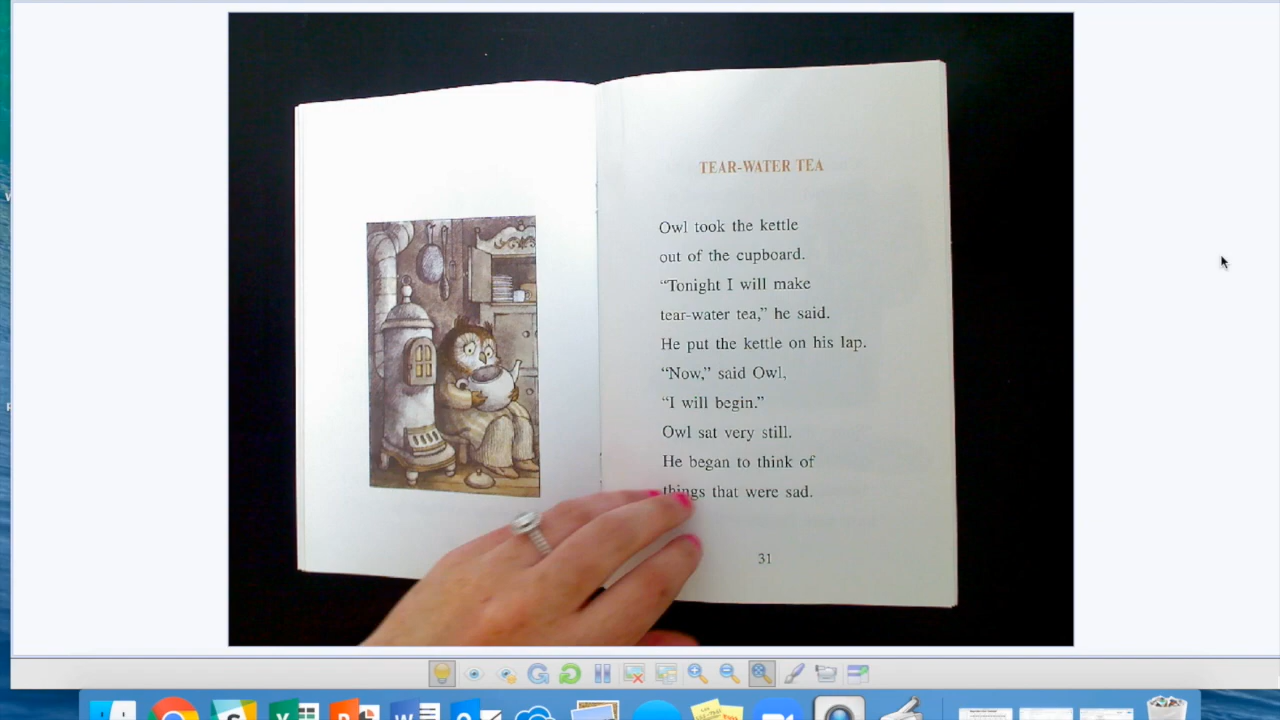 TEAR-WATER TEA
Owl took the kettle
out of the cupboard.
“Tonight I will make
tear-water tea,” he said.
He put the kettle on his lap.
“Now,” said Owl,
“I will begin.”
Owl sat very still.
He began to think of
things that were sad.
31